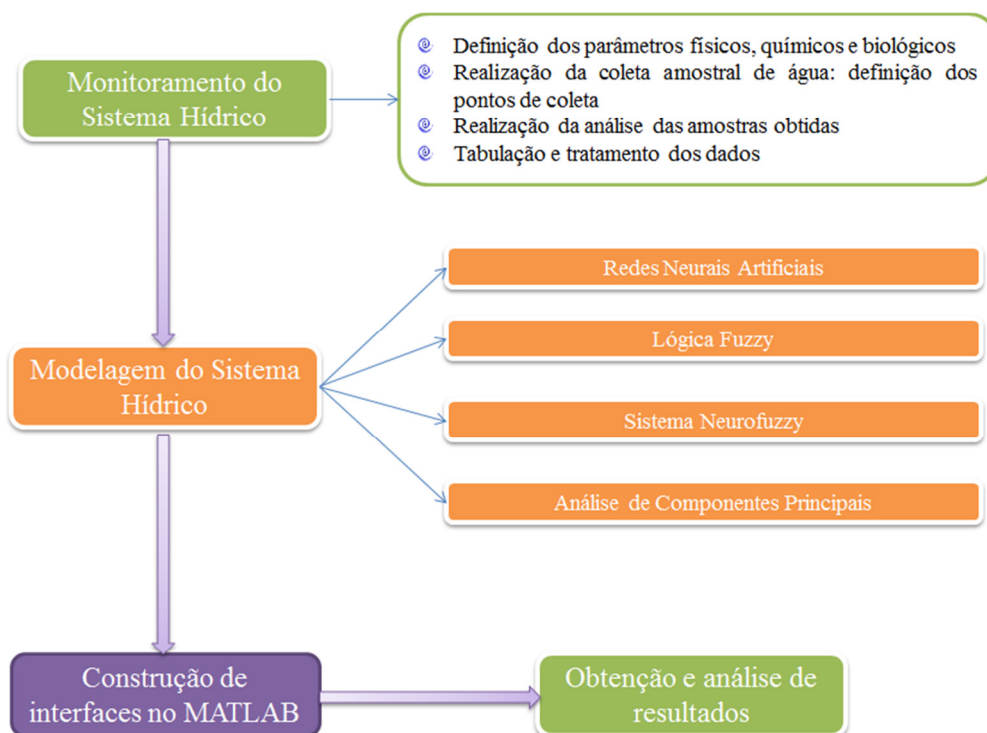 Monitoramento do
Sistema Hídrico
Definição dos parâmetros físicos, químicos e biológicos
Realização da coleta amostral de água: definição dos
pontos de coleta
Realização da análise das amostras obtidas
Tabulação e tratamento dos dados
Modelagem do Sistema
Hídrico
Redes Neurais Artificiais
Lógica Fuzzy
Sistema Neurofuzzy
Análise de Componentes Principais
Construção de
interfaces no MATLAB
Obtenção e análise de
resultados